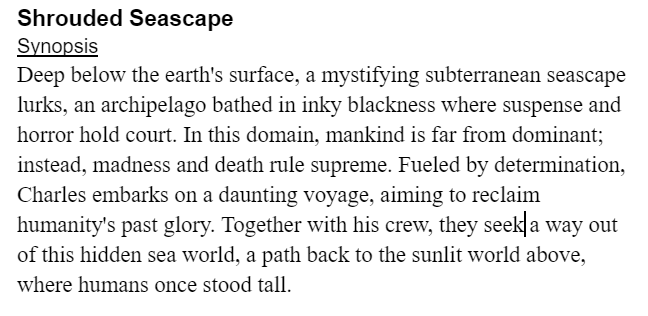 Shrouded Seascape
Synopsis
Deep below the earth's surface, a mystifying subterranean seascape
lurks, an archipelago bathed in inky blackness where suspense and
horror hold court. In this domain, mankind is far from dominant;
instead, madness and death rule supreme. Fueled by determination,
Charles embarks on a daunting voyage, aiming to reclaim
humanity's past glory. Together with his crew, they seek a way out
of this hidden sea world, a path back to the sunlit world above,
where humans once stood tall.